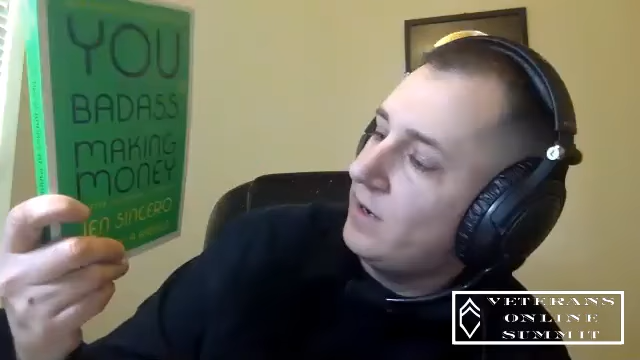 YOU
BADASS
MAKING
MONEY
JEN SINCERO
VETERANS
ONLINE
SUMMIT